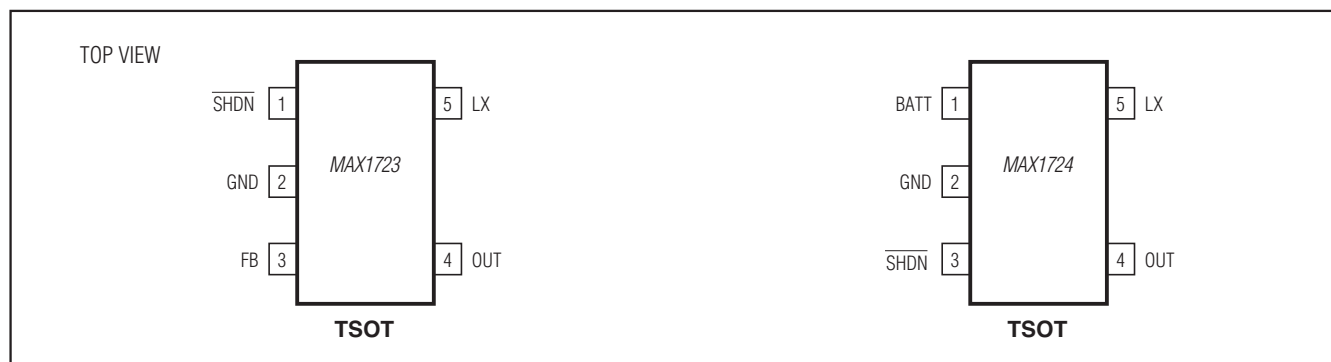 TOP VIEW
SHDN 1
5 LX
MAX1723
GND 2
FB 3
4 OUT
TSOT
BATT 1
5 LX
MAX1724
GND 2
SHDN 3
4 OUT
TSOT